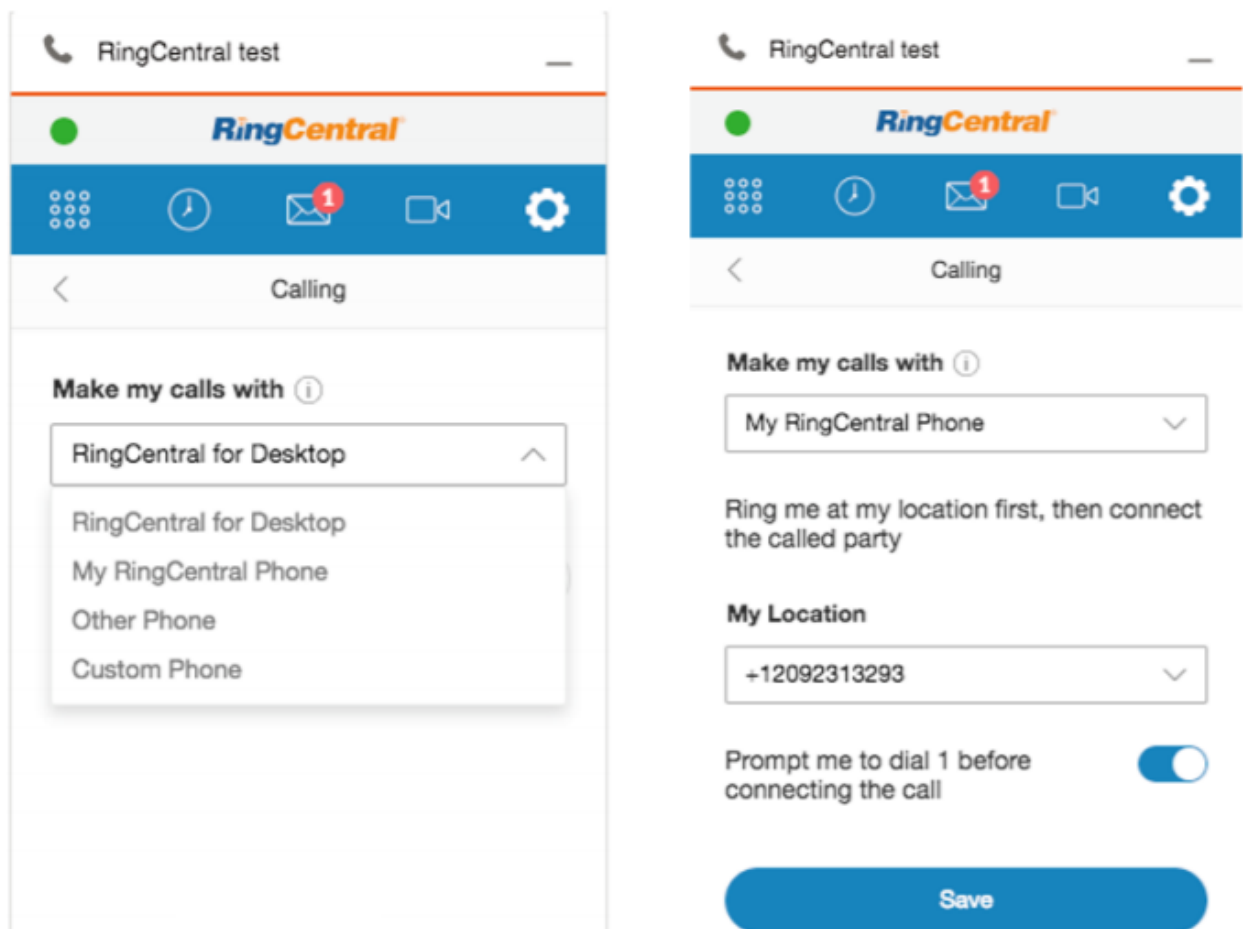 RingCentral test
RingCentral
1
Calling
Make my calls with
RingCentral for Desktop
RingCentral for Desktop
My RingCentral Phone
Other Phone
Custom Phone
RingCentral test
RingCentral
1
Calling
Make my calls with
My RingCentral Phone
Ring me at my location first, then connect
the called party
My Location
+12092313293
Prompt me to dial 1 before
connecting the call
Save